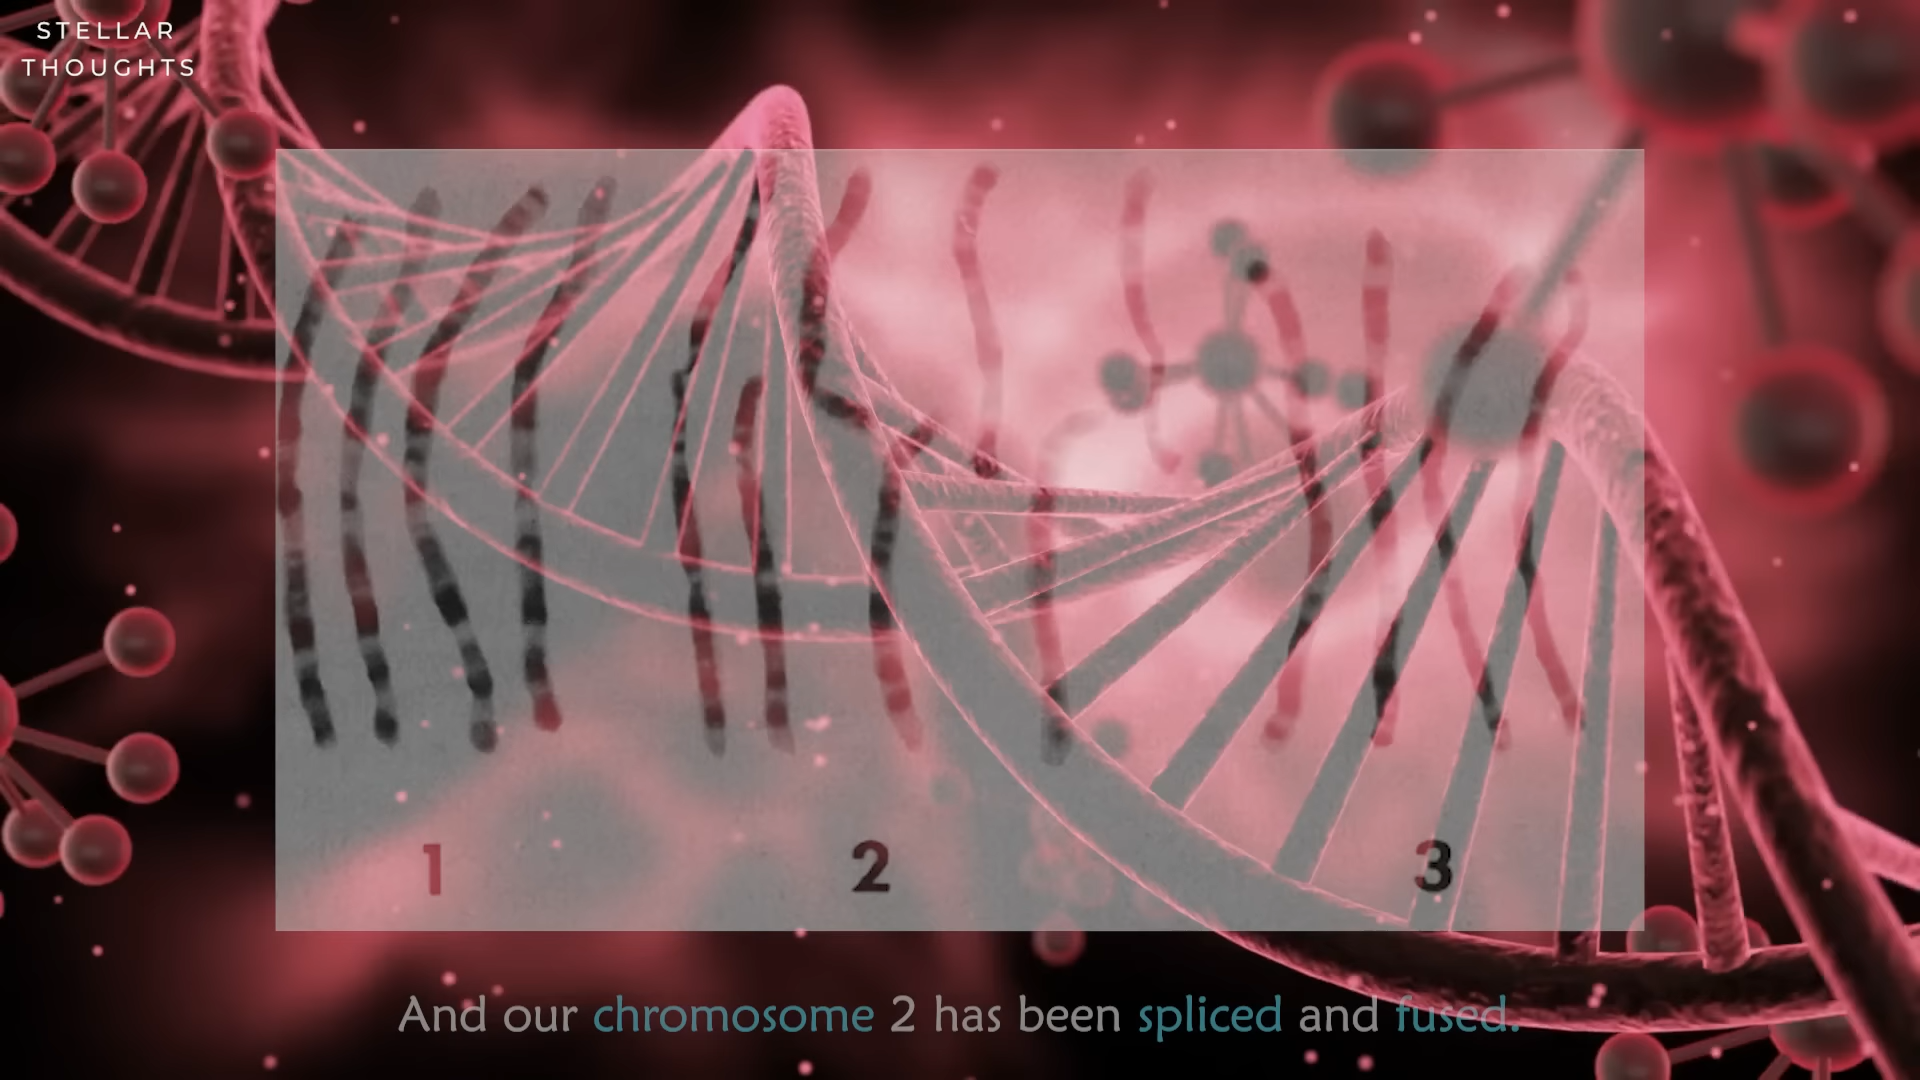 STELLAR
THOUGHTS
1 2 3
And our chromosome 2 has been spliced and fused.